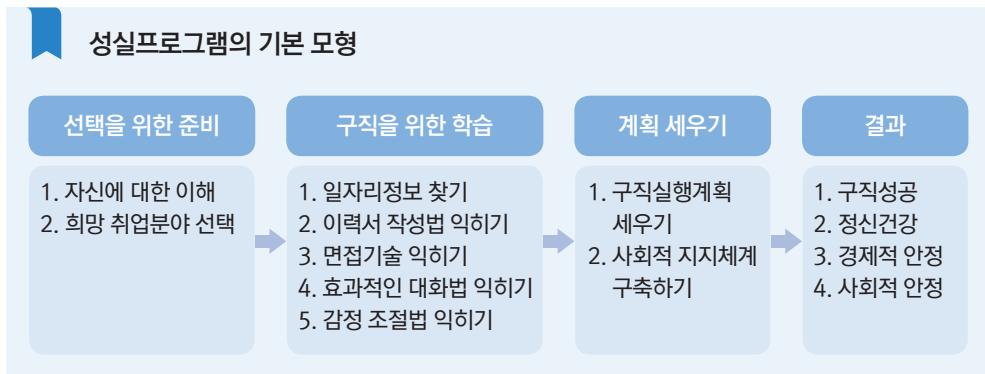 성실프로그램의 기본 모형
선택을 위한 준비
1. 자신에 대한 이해
2. 희망 취업분야 선택
구직을 위한 학습
1. 일자리정보 찾기
2. 이력서 작성법 익히기
3. 면접기술 익히기
4. 효과적인 대화법 익히기
5. 감정 조절법 익히기
계획 세우기
1. 구직실행계획
세우기
2. 사회적 지지체계
구축하기
결과
1. 구직성공
2. 정신건강
3. 경제적 안정
4. 사회적 안정